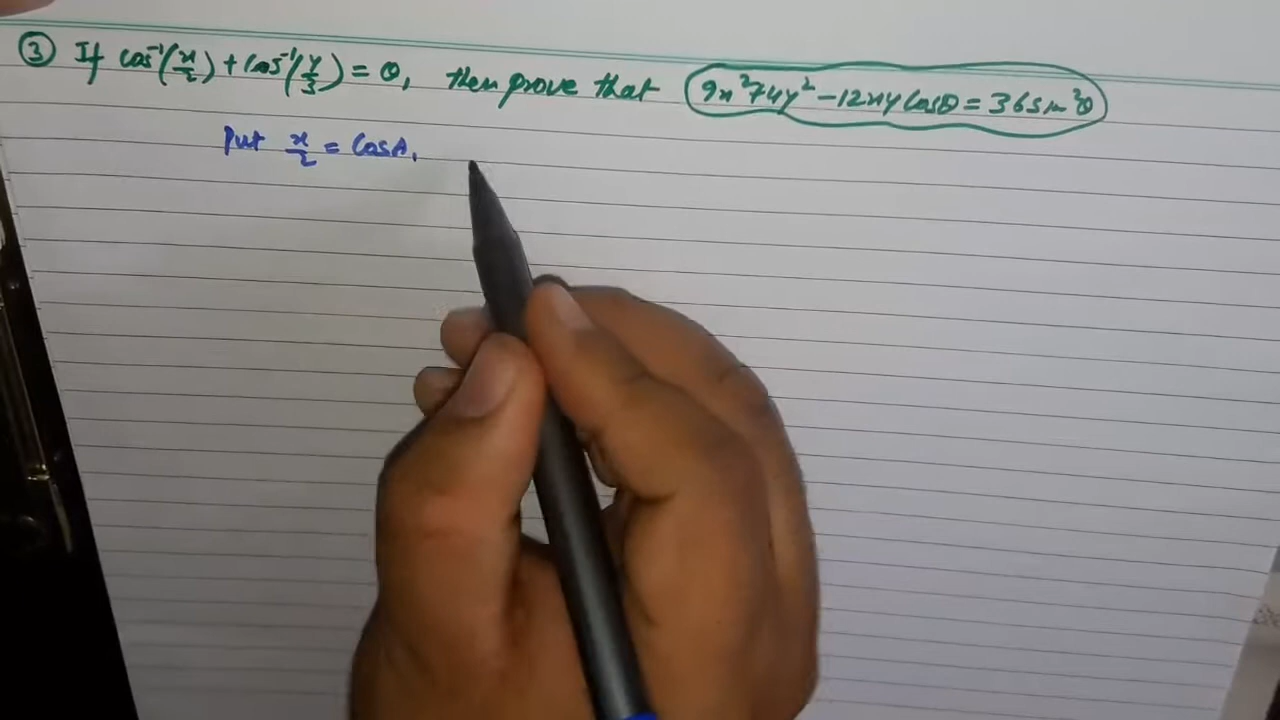 ③ If cos⁻¹(x/2) + cos⁻¹(y/3) = θ, then prove that 9x²+4y² - 12xy cosθ = 36 sin²θ
Put x/2 = cosA,